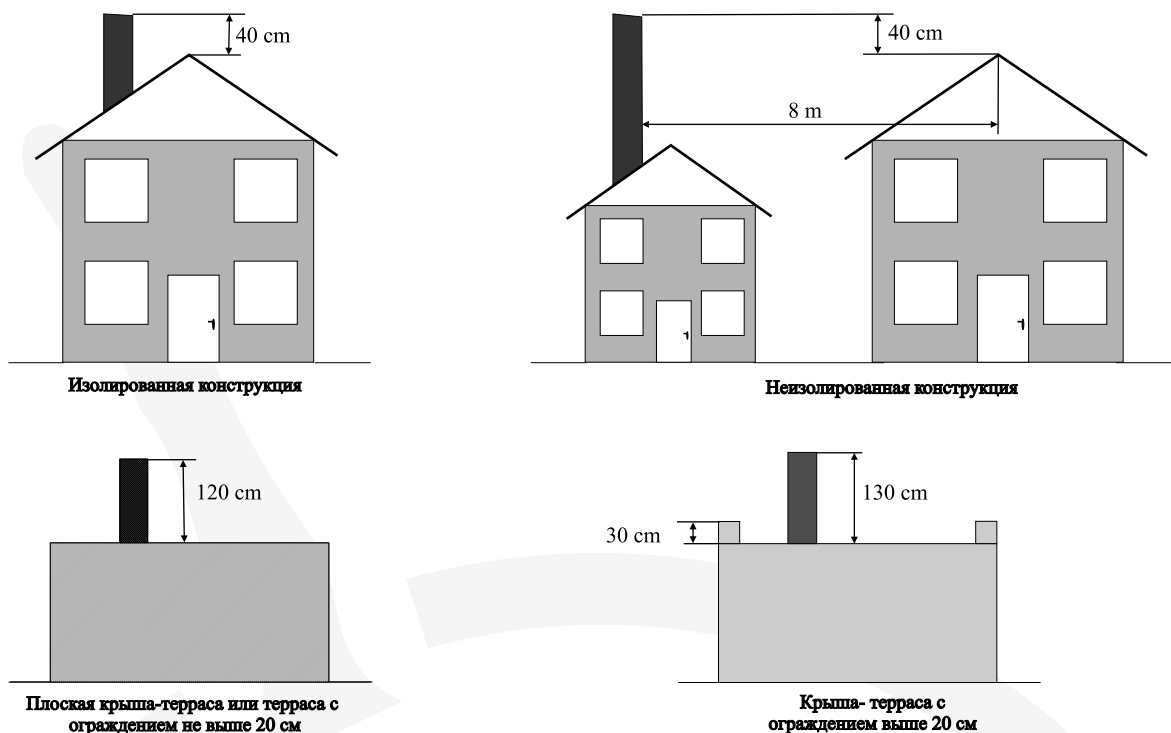 40 cm
40 cm
8 m
Изолированная конструкция
Неизолированная конструкция
120 cm
130 cm
30 cm
Плоская крыша-терраса или терраса с
ограждением не выше 20 см
Крыша- терраса с
ограждением выше 20 см